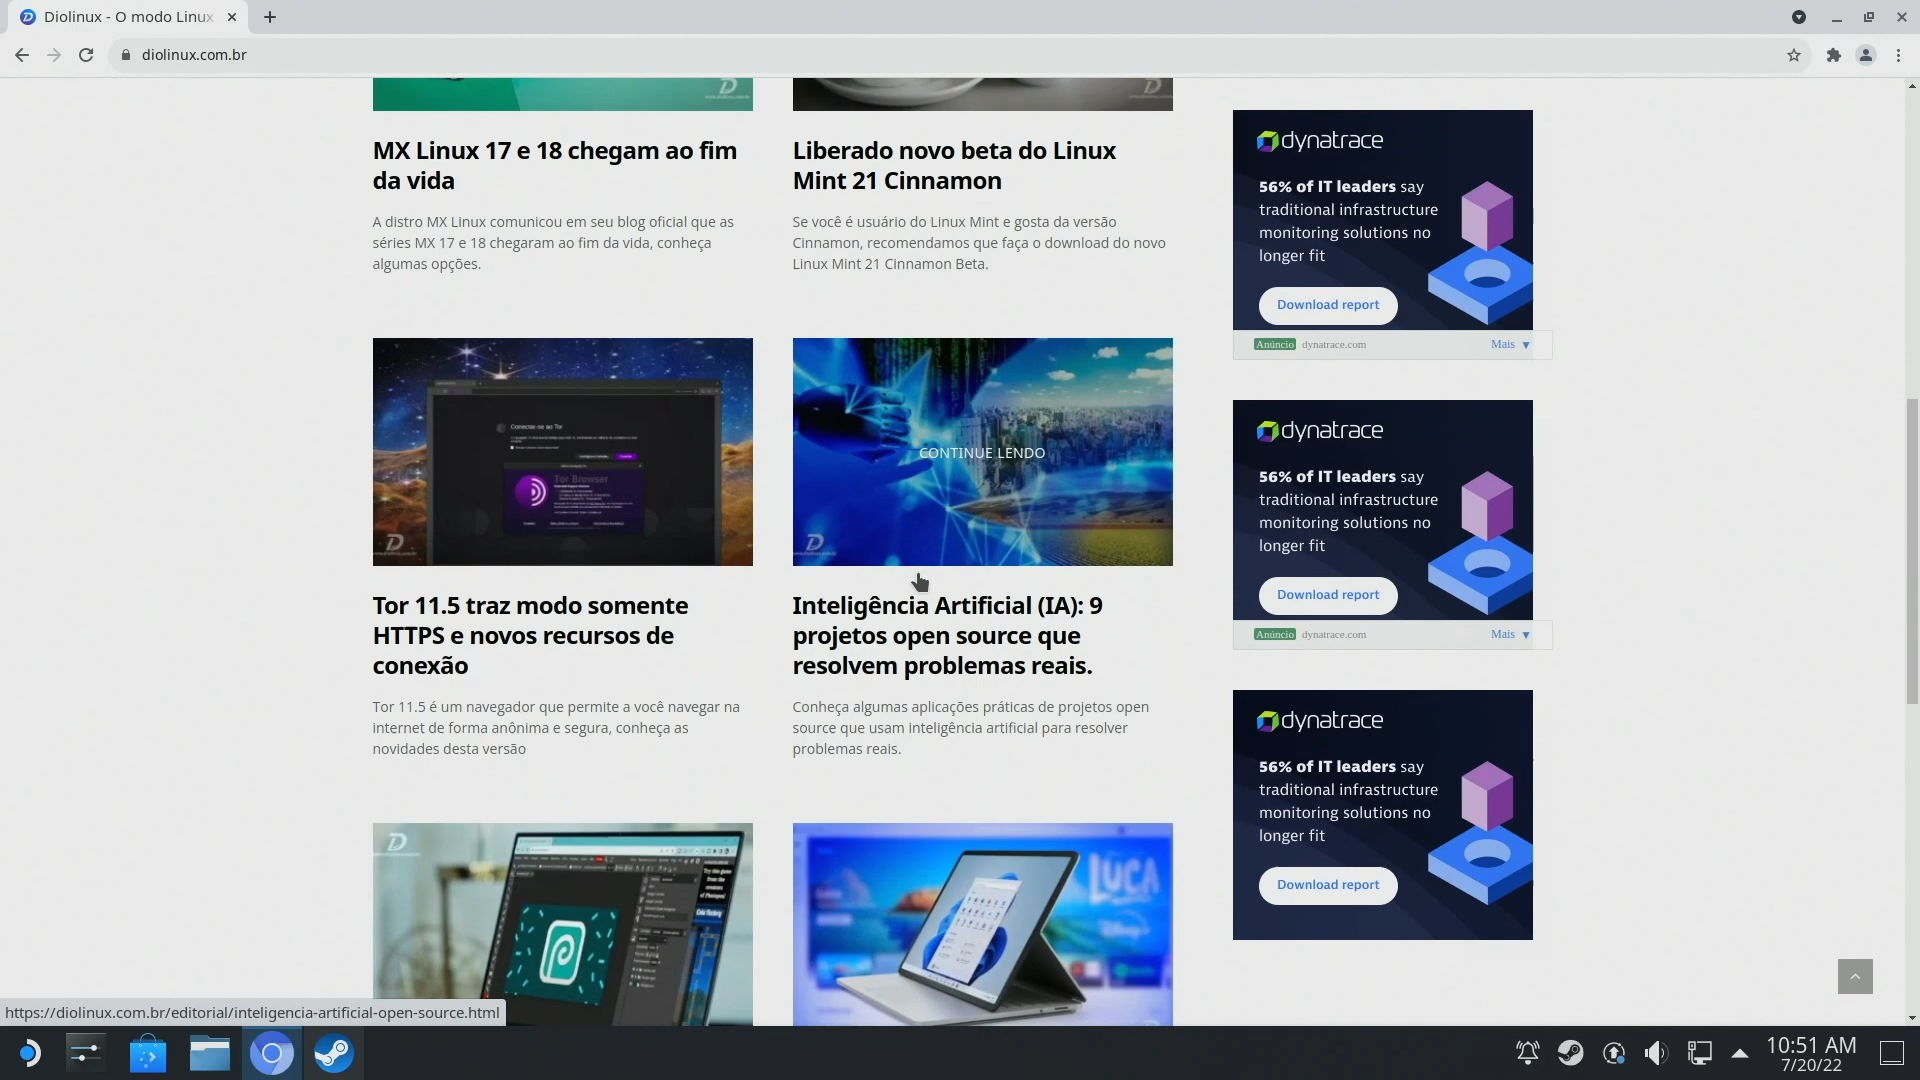 Diolinux - O modo Linux
diolinux.com.br
MX Linux 17 e 18 chegam ao fim
da vida
A distro MX Linux comunicou em seu blog oficial que as
séries MX 17 e 18 chegaram ao fim da vida, conheça
algumas opções.
Liberado novo beta do Linux
Mint 21 Cinnamon
Se você é usuário do Linux Mint e gosta da versão
Cinnamon, recomendamos que faça o download do novo
Linux Mint 21 Cinnamon Beta.
Conectar-se ao Tor
Tor Browser
CONTINUE LENDO
Tor 11.5 traz modo somente
HTTPS e novos recursos de
conexão
Tor 11.5 é um navegador que permite a você navegar na
internet de forma anônima e segura, conheça as
novidades desta versão
Inteligência Artificial (IA): 9
projetos open source que
resolvem problemas reais.
Conheça algumas aplicações práticas de projetos open
source que usam inteligência artificial para resolver
problemas reais.
LUCA
dynatrace
56% of IT leaders say
traditional infrastructure
monitoring solutions no
longer fit
Download report
Anúncio dynatrace.com Mais
dynatrace
56% of IT leaders say
traditional infrastructure
monitoring solutions no
longer fit
Download report
Anúncio dynatrace.com Mais
dynatrace
56% of IT leaders say
traditional infrastructure
monitoring solutions no
longer fit
Download report
https://diolinux.com.br/editorial/inteligencia-artificial-open-source.html
10:51 AM
7/20/22